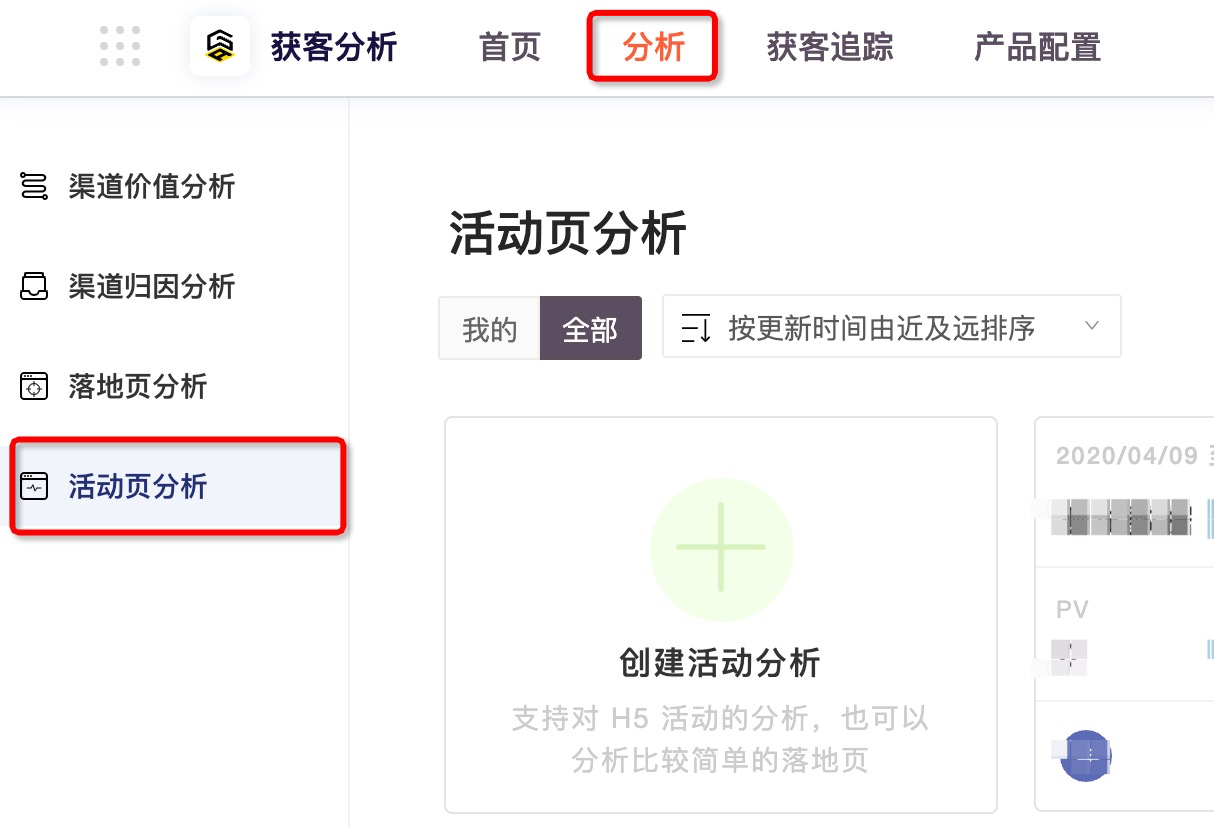 获客分析
首页
分析
获客追踪
产品配置
渠道价值分析
渠道归因分析
落地页分析
活动页分析
活动页分析
我的
全部
按更新时间由近及远排序
创建活动分析
支持对 H5 活动的分析，也可以
分析比较简单的落地页
2020/04/09
PV